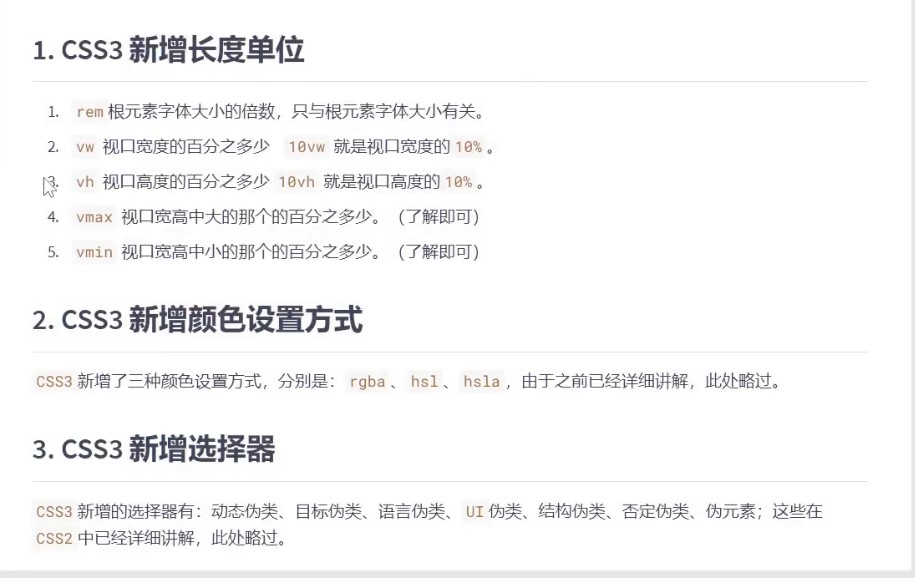 1. CSS3 新增长度单位
1. rem 根元素字体大小的倍数，只与根元素字体大小有关。
2. vw 视口宽度的百分之多少 10vw 就是视口宽度的 10% 。
3. vh 视口高度的百分之多少 10vh 就是视口高度的 10% 。
4. vmax 视口宽高中大的那个的百分之多少。（了解即可）
5. vmin 视口宽高中小的那个的百分之多少。（了解即可）
2. CSS3 新增颜色设置方式
CSS3 新增了三种颜色设置方式，分别是： rgba 、 hsl 、 hsla ，由于之前已经详细讲解，此处略过。
3. CSS3 新增选择器
CSS3 新增的选择器有：动态伪类、目标伪类、语言伪类、 UI 伪类、结构伪类、否定伪类、伪元素；这些在
CSS2 中已经详细讲解，此处略过。